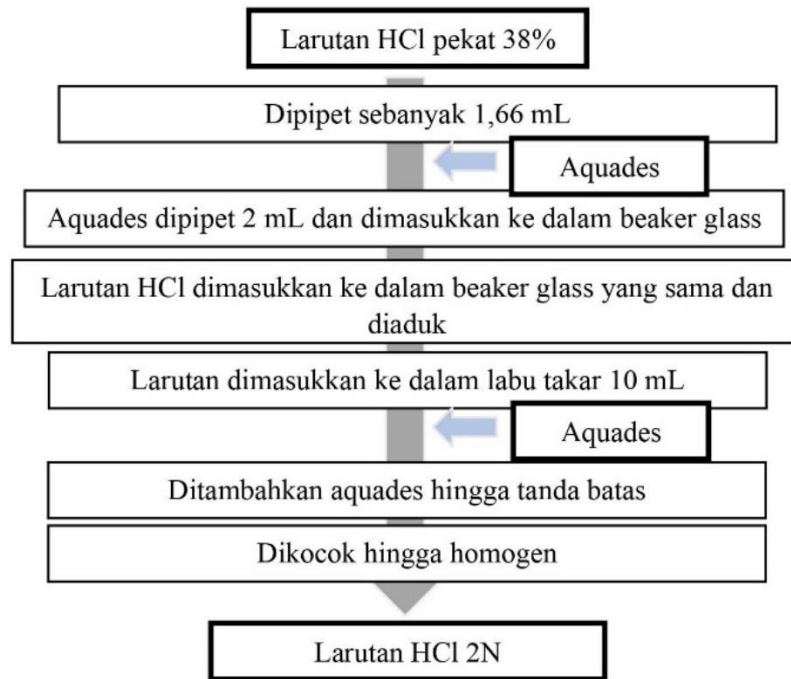 Larutan HCl pekat 38%
Dipipet sebanyak 1,66 mL
Aquades
Aquades dipipet 2 mL dan dimasukkan ke dalam beaker glass
Larutan HCl dimasukkan ke dalam beaker glass yang sama dan
diaduk
Larutan dimasukkan ke dalam labu takar 10 mL
Aquades
Ditambahkan aquades hingga tanda batas
Dikocok hingga homogen
Larutan HCl 2N